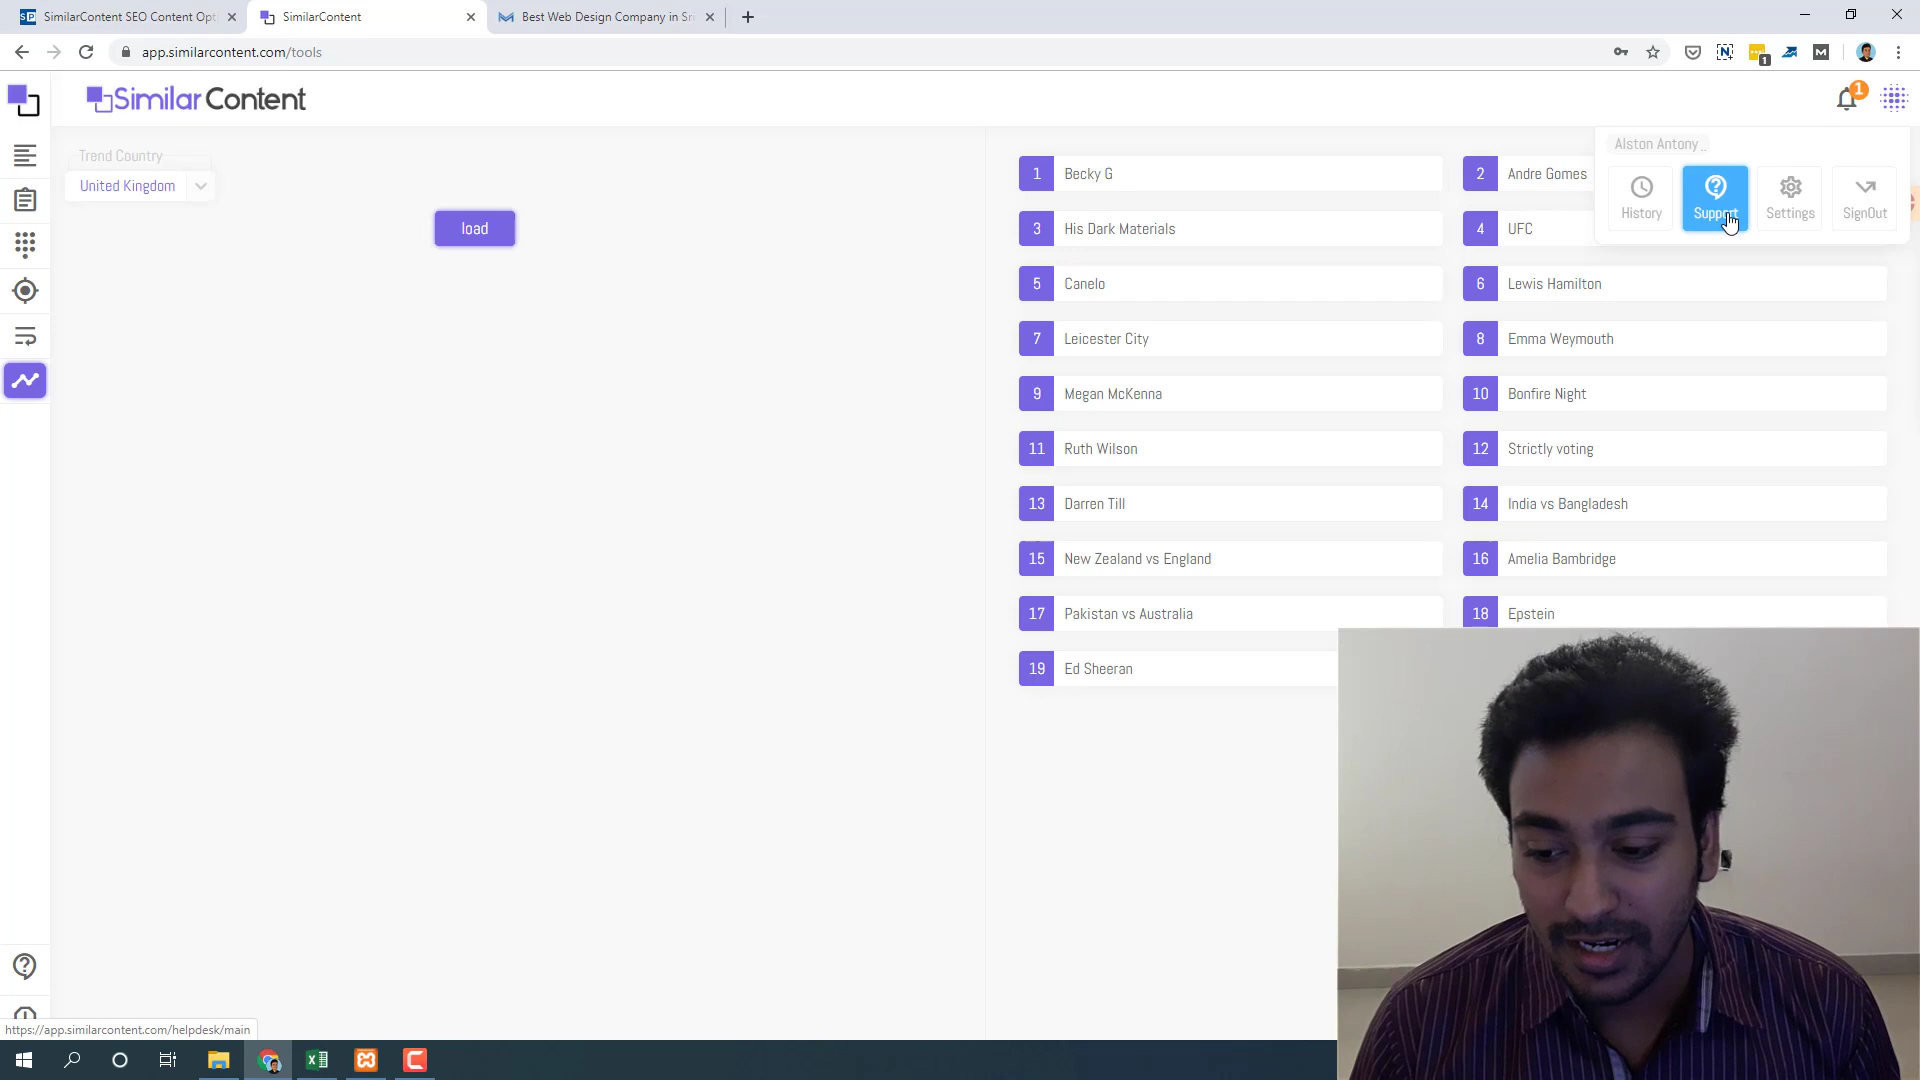 SimilarContent SEO Content Opt
SimilarContent
Best Web Design Company in Sri
app.similarcontent.com/tools
1
M
Similar Content
1
Trend Country
United Kingdom
load
Alston Antony
History
Support
Settings
SignOut
1 Becky G
2 Andre Gomes
3 His Dark Materials
4 UFC
5 Canelo
6 Lewis Hamilton
7 Leicester City
8 Emma Weymouth
9 Megan McKenna
10 Bonfire Night
11 Ruth Wilson
12 Strictly voting
13 Darren Till
14 India vs Bangladesh
15 New Zealand vs England
16 Amelia Bambridge
17 Pakistan vs Australia
18 Epstein
19 Ed Sheeran
https://app.similarcontent.com/helpdesk/main